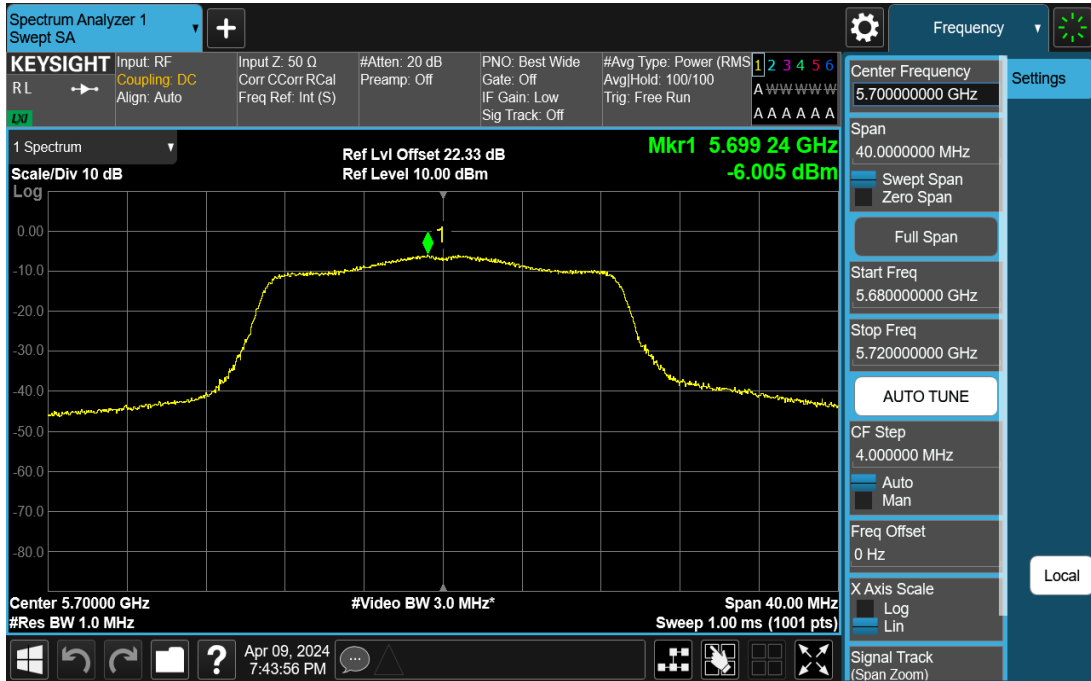 Spectrum Analyzer 1
Swept SA
+
Frequency
KEYSIGHT
R L
LXI
Input: RF
Coupling: DC
Align: Auto
Input Z: 50 Ω
Corr CCorr RCal
Freq Ref: Int (S)
#Atten: 20 dB
Preamp: Off
PNO: Best Wide
Gate: Off
IF Gain: Low
Sig Track: Off
#Avg Type: Power (RMS
Avg|Hold: 100/100
Trig: Free Run
1 2 3 4 5 6
A W W W W W
A A A A A A
1 Spectrum
Scale/Div 10 dB
Log
Ref Lvl Offset 22.33 dB
Ref Level 10.00 dBm
Mkr1 5.699 24 GHz
-6.005 dBm
1
0.00
-10.0
-20.0
-30.0
-40.0
-50.0
-60.0
-70.0
-80.0
Center 5.70000 GHz
#Res BW 1.0 MHz
#Video BW 3.0 MHz*
Span 40.00 MHz
Sweep 1.00 ms (1001 pts)
?
Apr 09, 2024
7:43:56 PM
Center Frequency
5.700000000 GHz
Span
40.0000000 MHz
Swept Span
Zero Span
Full Span
Start Freq
5.680000000 GHz
Stop Freq
5.720000000 GHz
AUTO TUNE
CF Step
4.000000 MHz
Auto
Man
Freq Offset
0 Hz
X Axis Scale
Log
Lin
Signal Track
(Span Zoom)
Settings
Local